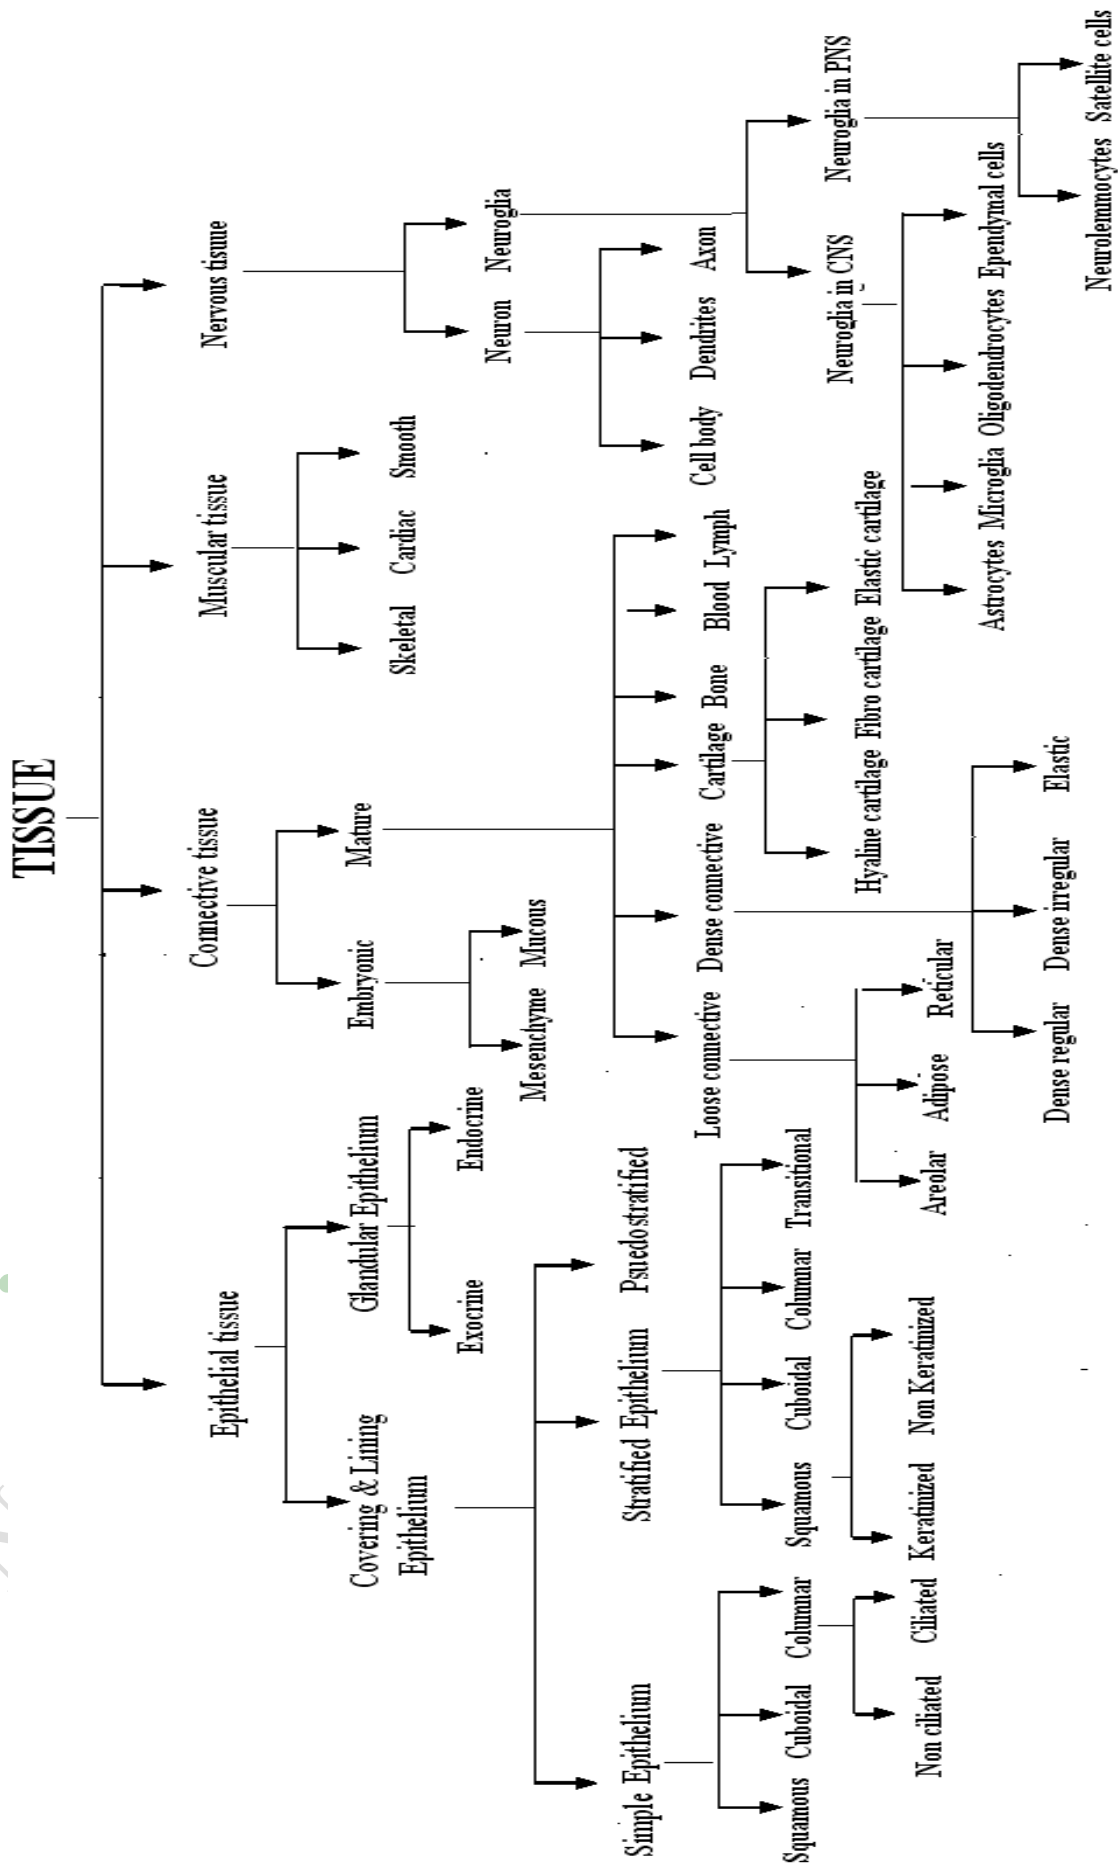 TISSUE
Epithelial tissue
Connective tissue
Muscular tissue
Nervous tisuue
Covering & Lining
Epithelium
Glandular Epithelium
Embryonic
Mature
Skeletal
Cardiac
Smooth
Neuron
Neuroglia
Exocrine
Endocrine
Mesenchyme
Mucous
Cell body
Dendrites
Axon
Simple Epithelium
Stratified Epithelium
Psuedostratified
Loose connective
Dense connective
Cartilage
Bone
Blood
Lymph
Neuroglia in CNS
Neuroglia in PNS
Squamous
Cuboidal
Columnar
Squamous
Cuboidal
Columnar
Transitional
Hyaline cartilage
Fibro cartilage
Elastic cartilage
Non ciliated
Ciliated
Keratinized
Non Keratinized
Areolar
Adipose
Reticular
Astrocytes
Microglia
Oligodendrocytes
Ependymal cells
Dense regular
Dense irregular
Elastic
Neurolemmocytes
Satellite cells